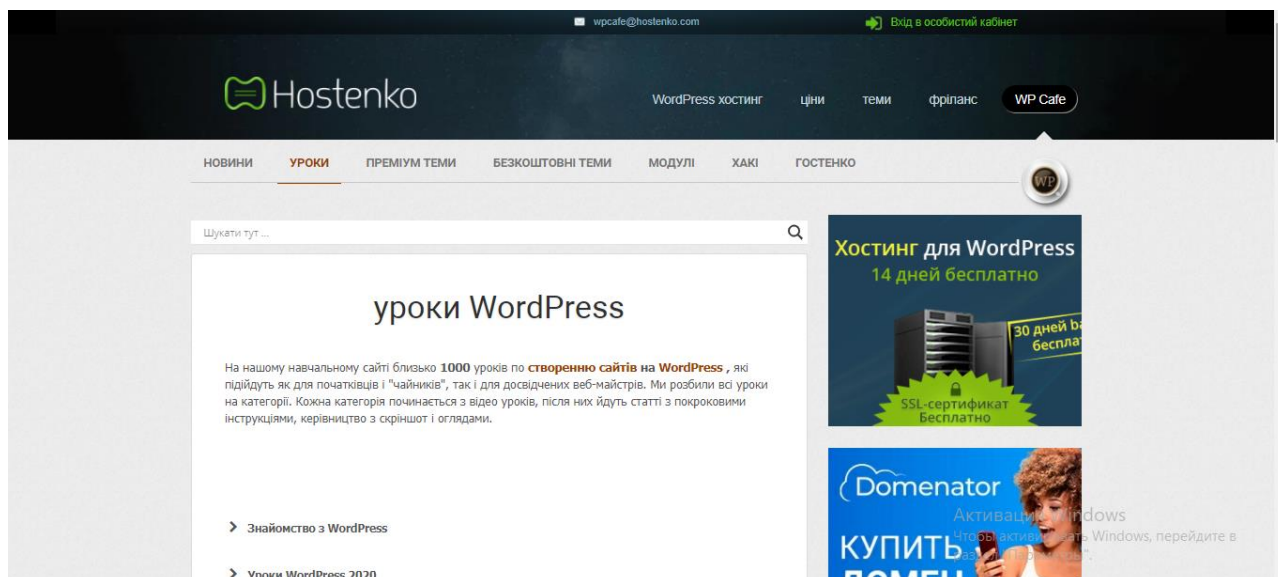 wpcafe@hostenko.com
Вхід в особистий кабінет
Hostenko
WordPress хостинг ціни теми фріланс WP Cafe
НОВИНИ УРОКИ ПРЕМІУМ ТЕМИ БЕЗКОШТОВНІ ТЕМИ МОДУЛІ ХАКІ ГОСТЕНКО
WP
Шукати тут ...
уроки WordPress
На нашому навчальному сайті близько 1000 уроків по створенню сайтів на WordPress , які
підійдуть як для початківців і "чайників", так і для досвідчених веб-майстрів. Ми розбили всі уроки
на категорії. Кожна категорія починається з відео уроків, після них йдуть статті з покроковими
інструкціями, керівництво з скріншот і оглядами.
Знайомство з WordPress
Уроки WordPress 2020
Хостинг для WordPress
14 дней бесплатно
30 дней
SSL-сертификат
Бесплатно
Domenator
КУПИТЬ
ДОМЕН
Чтобы активировать Windows, перейдите в